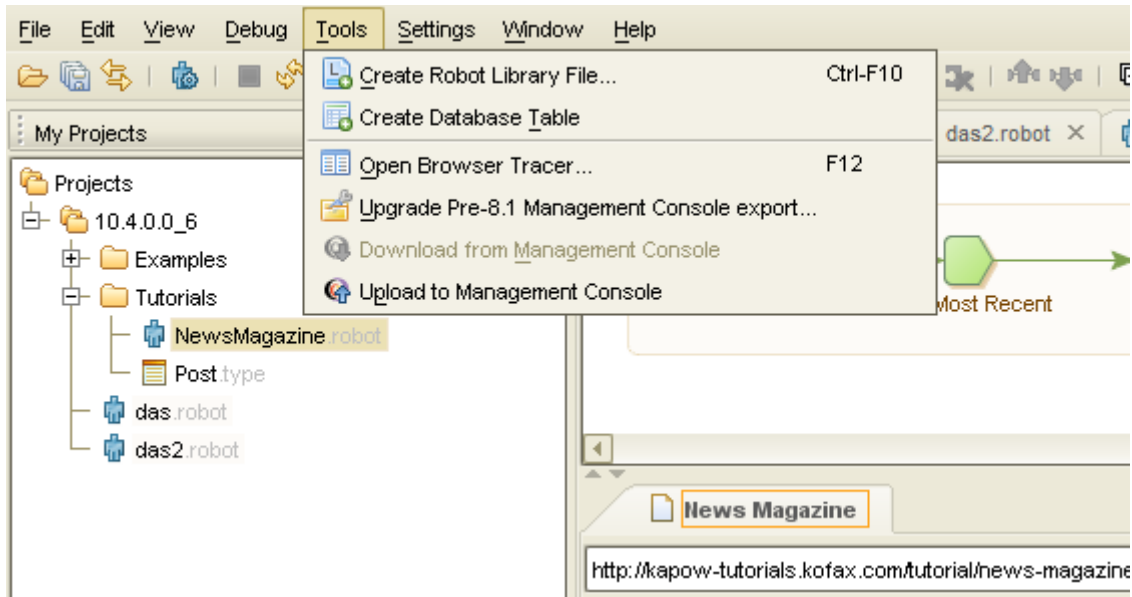 File Edit View Debug Tools Settings Window Help
Create Robot Library File... Ctrl-F10
Create Database Table
Open Browser Tracer... F12
Upgrade Pre-8.1 Management Console export...
Download from Management Console
Upload to Management Console
My Projects
das2.robot
Projects
10.4.0.0_6
Examples
Tutorials
NewsMagazine.robot
Post.type
das.robot
das2.robot
Most Recent
News Magazine
http://kapow-tutorials.kofax.com/tutorial/news-magazine